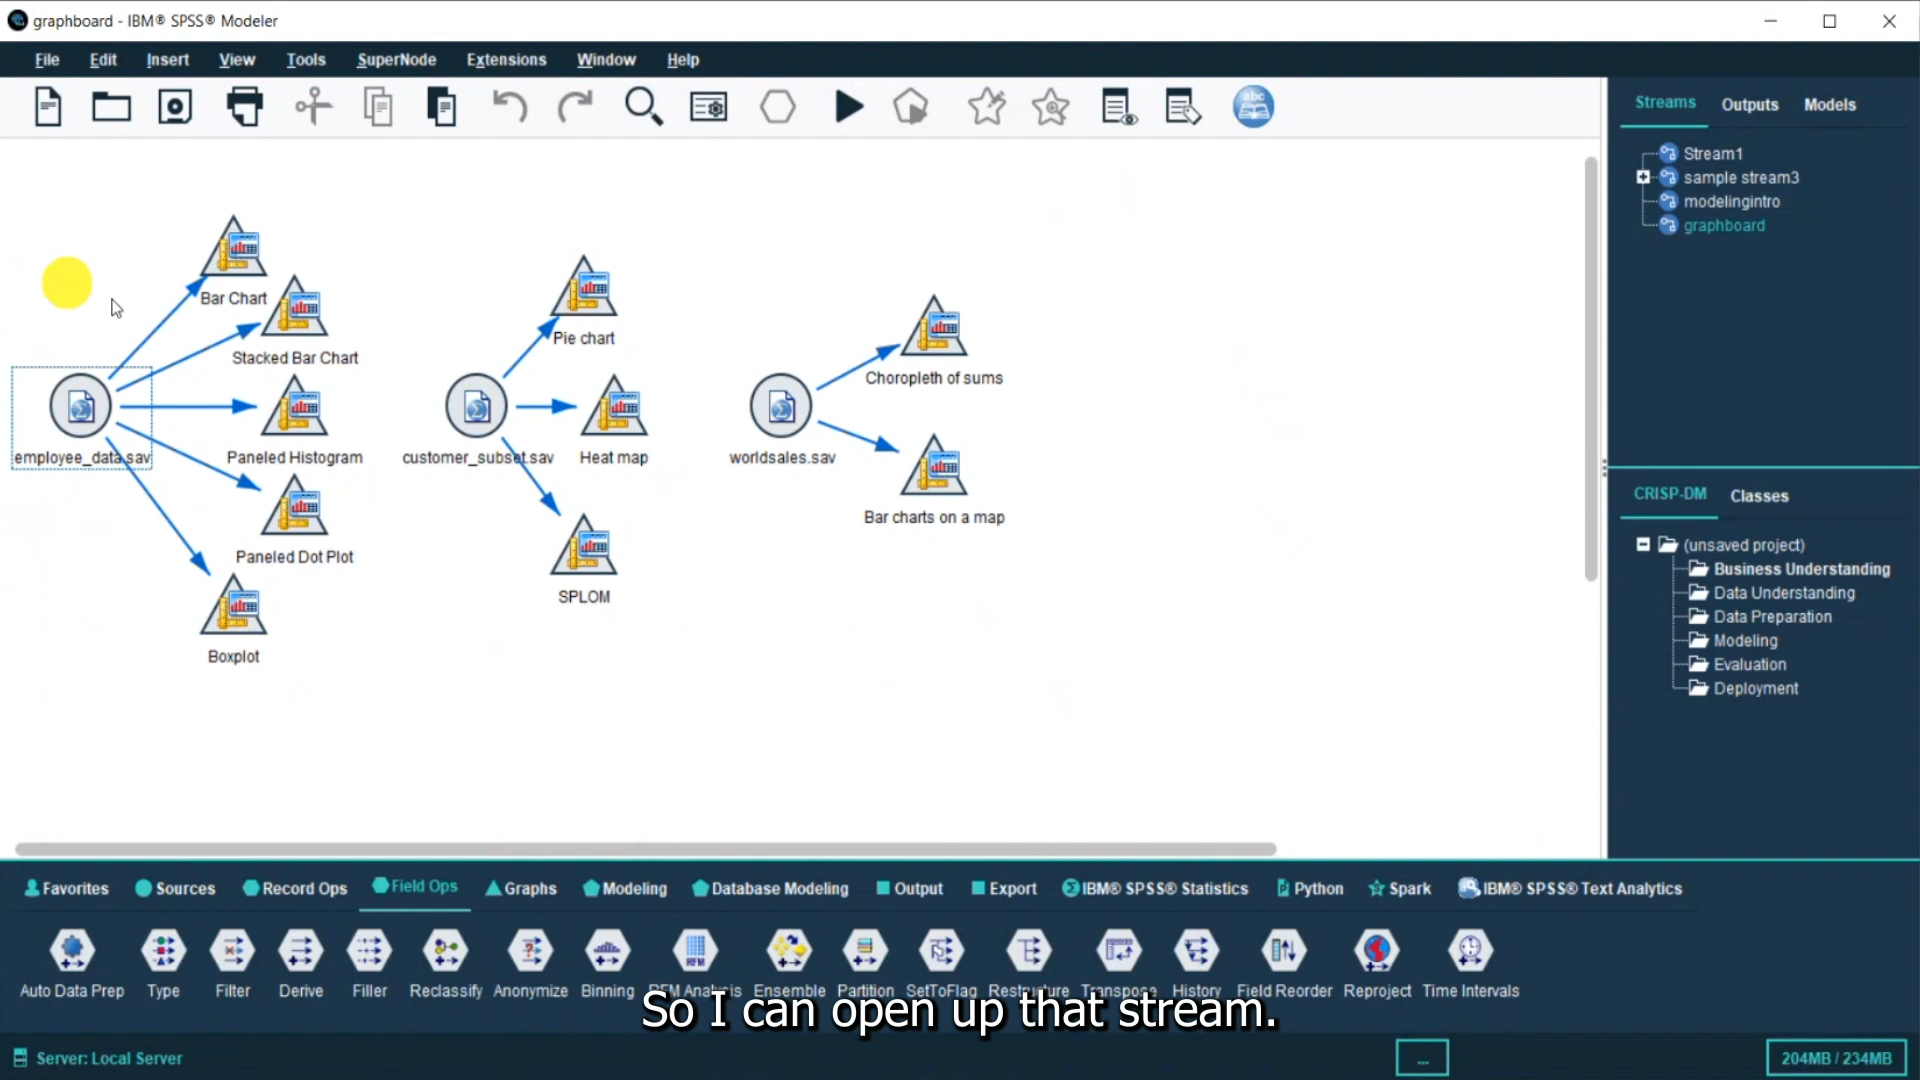 graphboard - IBM® SPSS® Modeler
File Edit Insert View Tools SuperNode Extensions Window Help
abc
Streams Outputs Models
Stream1
sample stream3
modelingintro
graphboard
Bar Chart
Stacked Bar Chart
employee_data.sav
Paneled Histogram
Paneled Dot Plot
Boxplot
Pie chart
customer_subset.sav
Heat map
SPLOM
worldsales.sav
Choropleth of sums
Bar charts on a map
CRISP-DM Classes
(unsaved project)
Business Understanding
Data Understanding
Data Preparation
Modeling
Evaluation
Deployment
Favorites Sources Record Ops Field Ops Graphs Modeling Database Modeling Output Export IBM® SPSS® Statistics Python Spark IBM® SPSS® Text Analytics
RFM
Auto Data Prep Type Filter Derive Filler Reclassify Anonymize Binning RFM Analysis Ensemble Partition SetToFlag Restructure Transpose History Field Reorder Reproject Time Intervals
So I can open up that stream.
Server: Local Server
...
204MB / 234MB